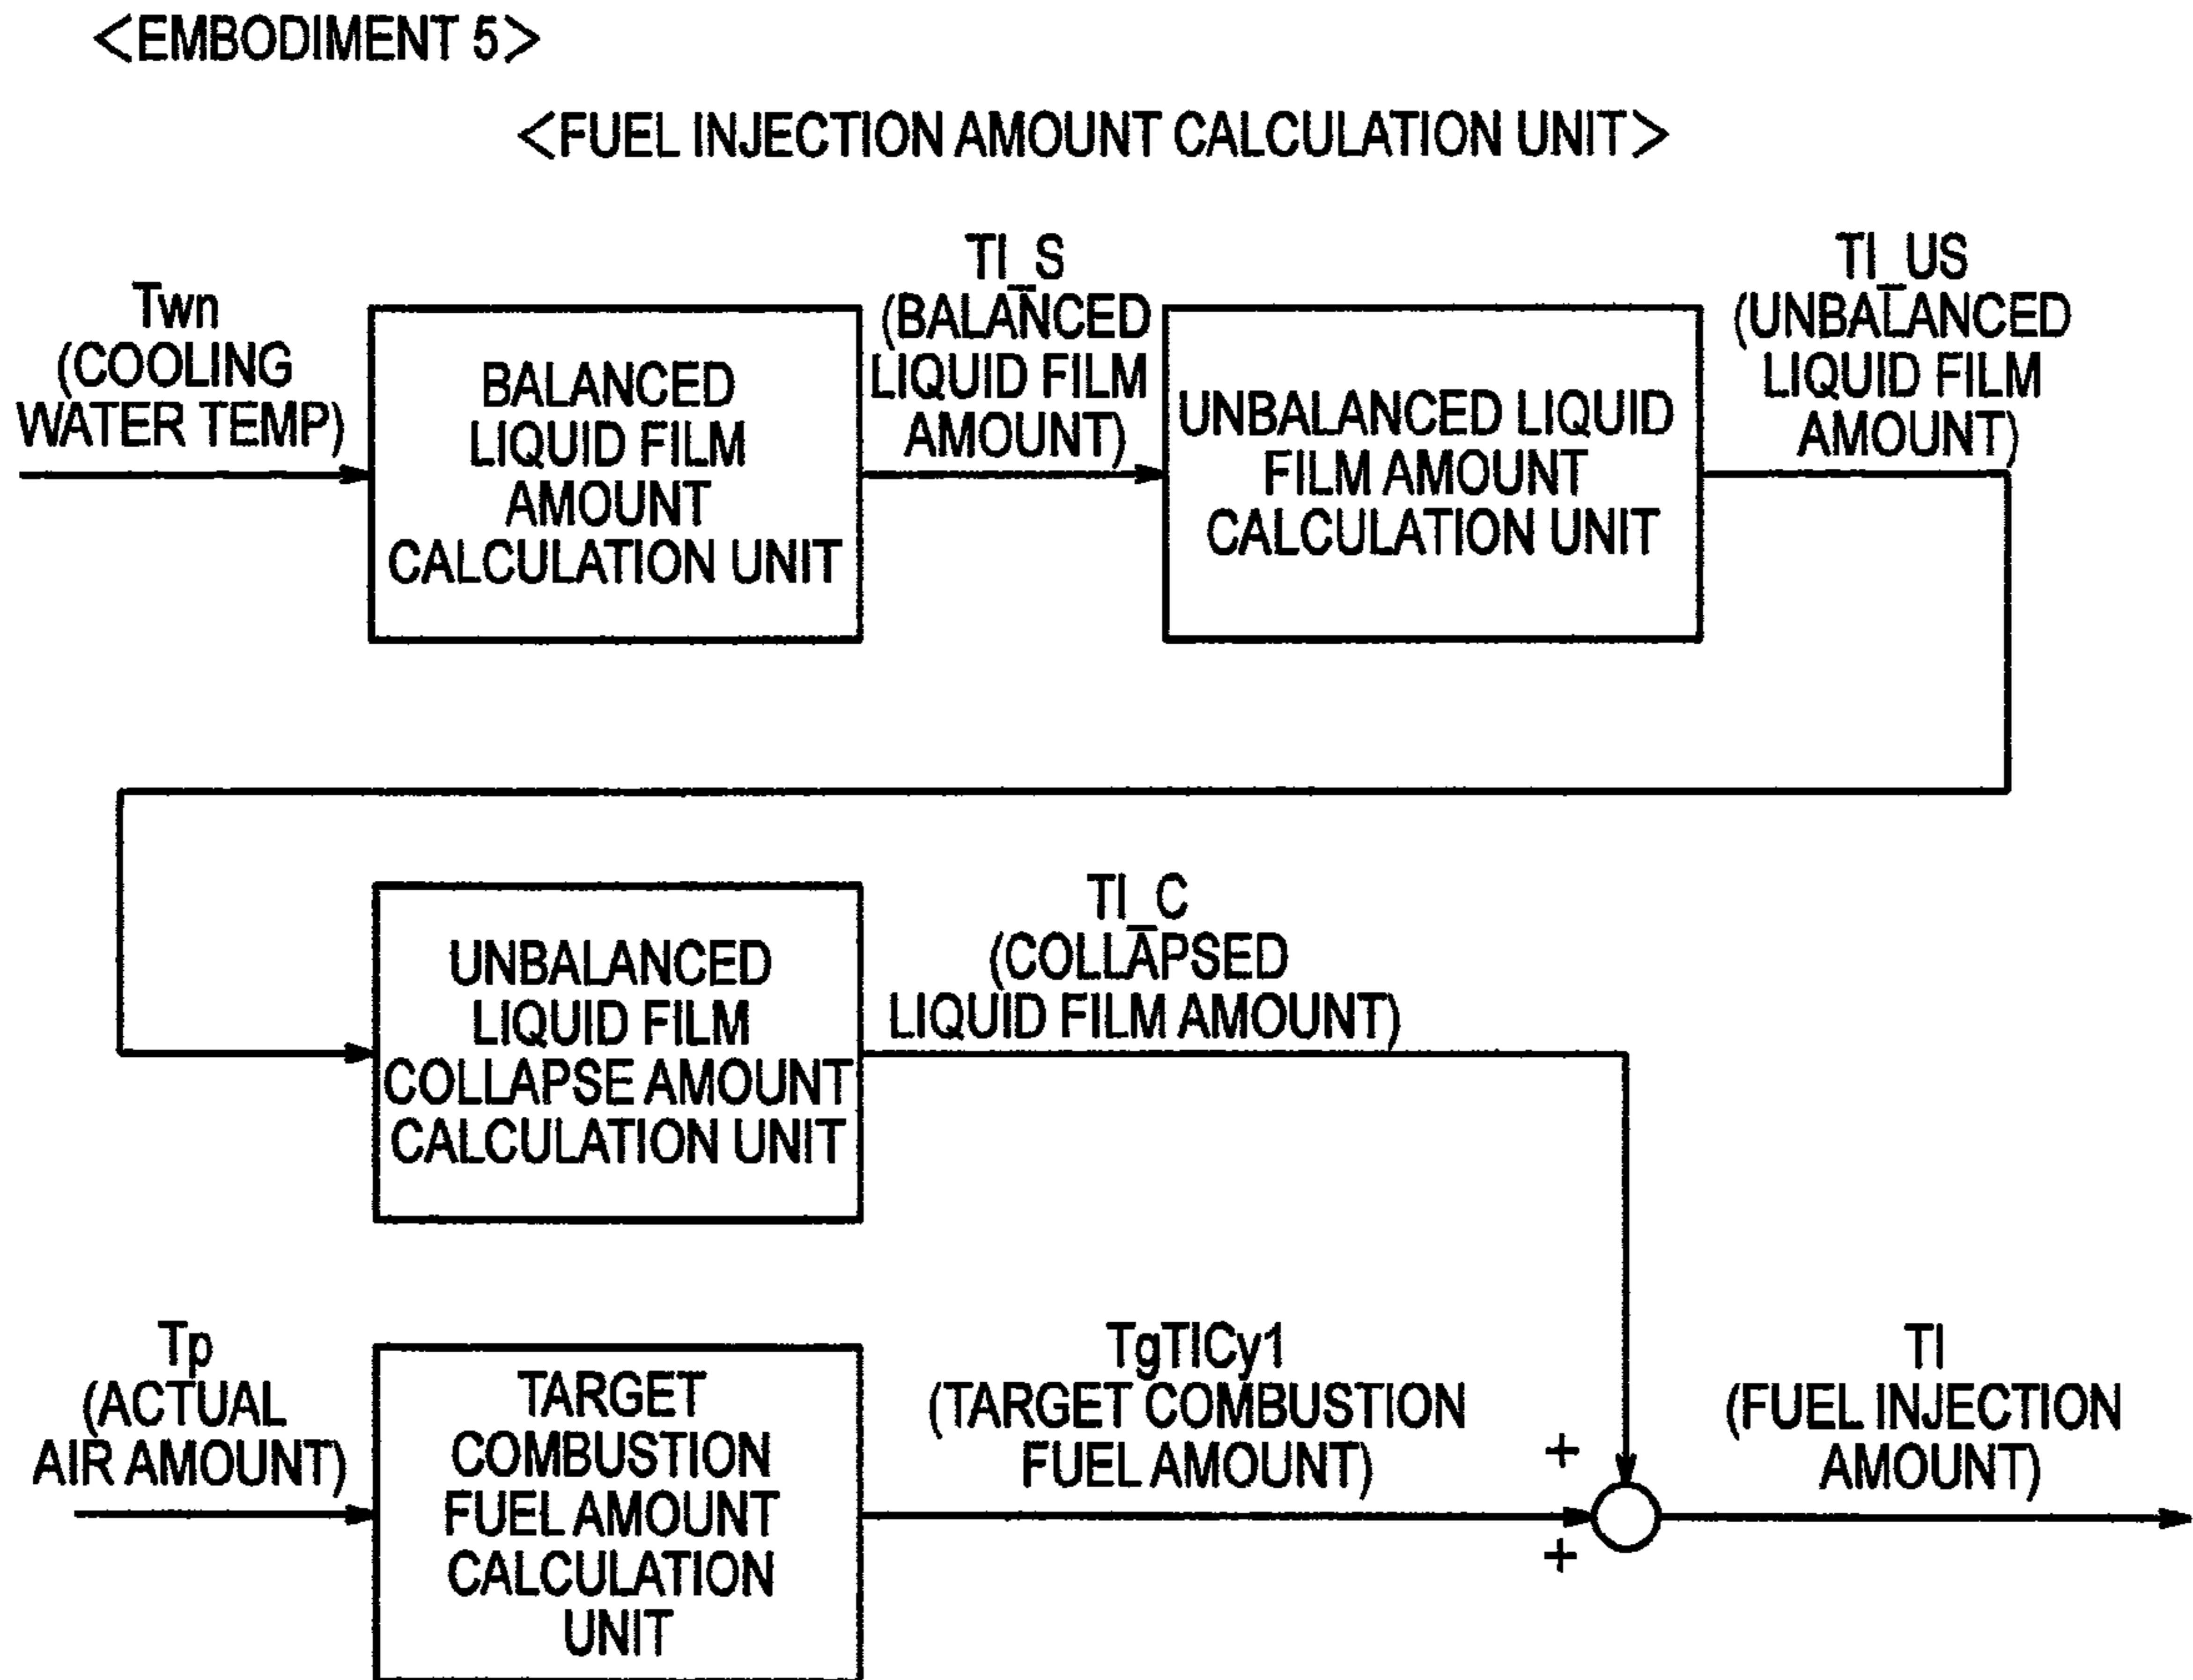 <EMBODIMENT 5>
<FUEL INJECTION AMOUNT CALCULATION UNIT>
Twn
(COOLING
WATER TEMP)
BALANCED
LIQUID FILM
AMOUNT
CALCULATION UNIT
TI_S
(BALANCED
LIQUID FILM
AMOUNT)
UNBALANCED LIQUID
FILM AMOUNT
CALCULATION UNIT
TI_US
(UNBALANCED
LIQUID FILM
AMOUNT)
UNBALANCED
LIQUID FILM
COLLAPSE AMOUNT
CALCULATION UNIT
TI_C
(COLLAPSED
LIQUID FILM AMOUNT)
Tp
(ACTUAL
AIR AMOUNT)
TARGET
COMBUSTION
FUEL AMOUNT
CALCULATION
UNIT
TgTICy1
(TARGET COMBUSTION
FUEL AMOUNT)
+
+
TI
(FUEL INJECTION
AMOUNT)